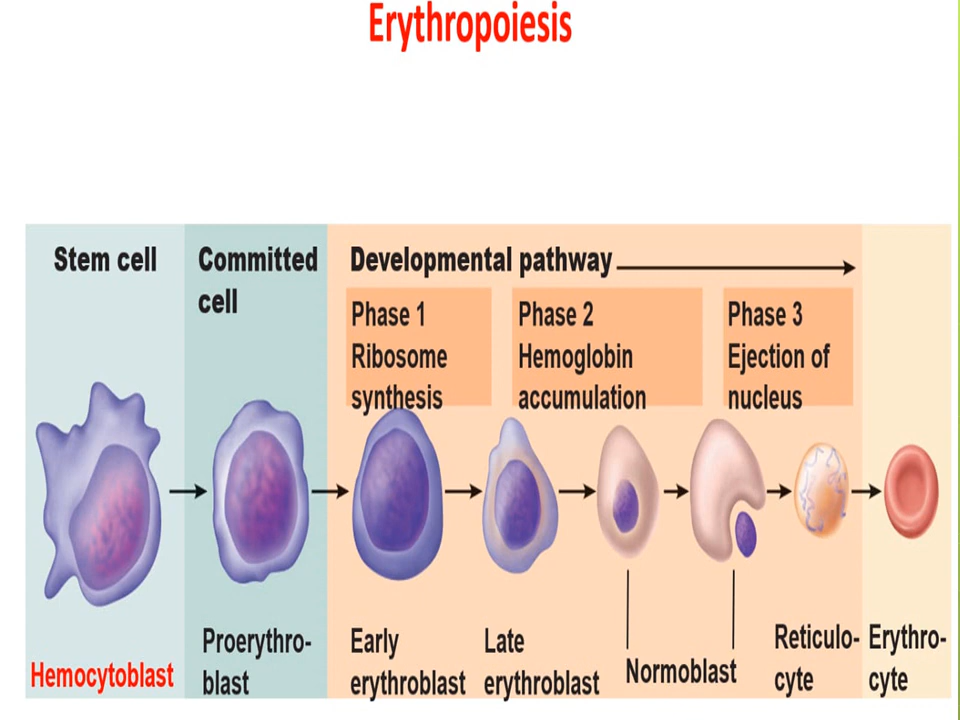 Erythropoiesis
Stem cell
Committed
cell
Developmental pathway
Phase 1
Ribosome
synthesis
Phase 2
Hemoglobin
accumulation
Phase 3
Ejection of
nucleus
Hemocytoblast
Proerythro-
blast
Early
erythroblast
Late
erythroblast
Normoblast
Reticulo-
cyte
Erythro-
cyte